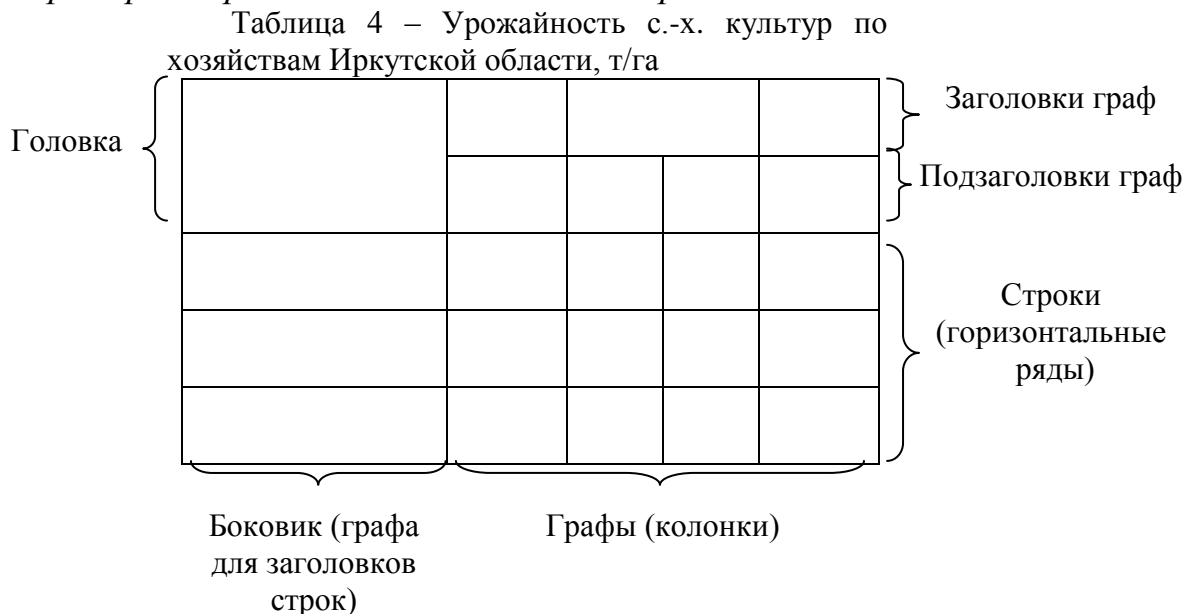 Таблица 4 – Урожайность с.-х. культур по
хозяйствам Иркутской области, т/га
Головка
Заголовки граф
Подзаголовки граф
Строки
(горизонтальные
ряды)
Боковик (графа
для заголовков
строк)
Графы (колонки)